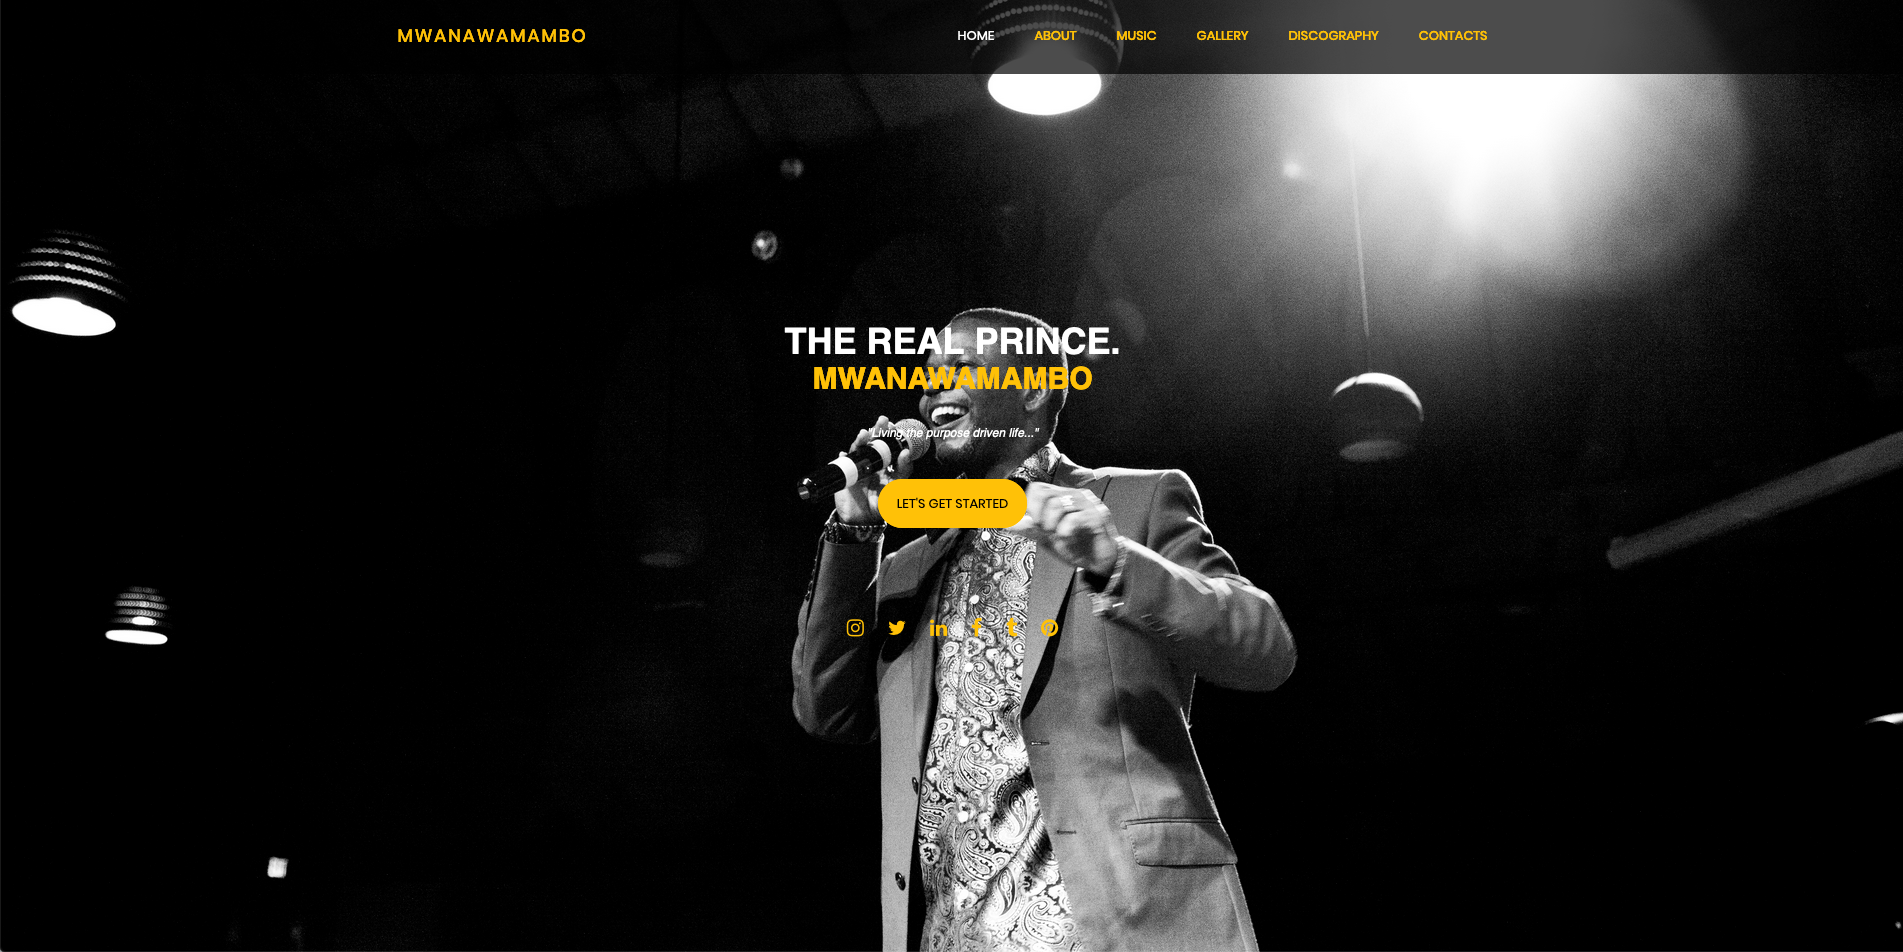 MWANAWAMAMBO
HOME ABOUT MUSIC GALLERY DISCOGRAPHY CONTACTS
THE REAL PRINCE.
MWANAWAMAMBO
"Living the purpose driven life..."
LET'S GET STARTED